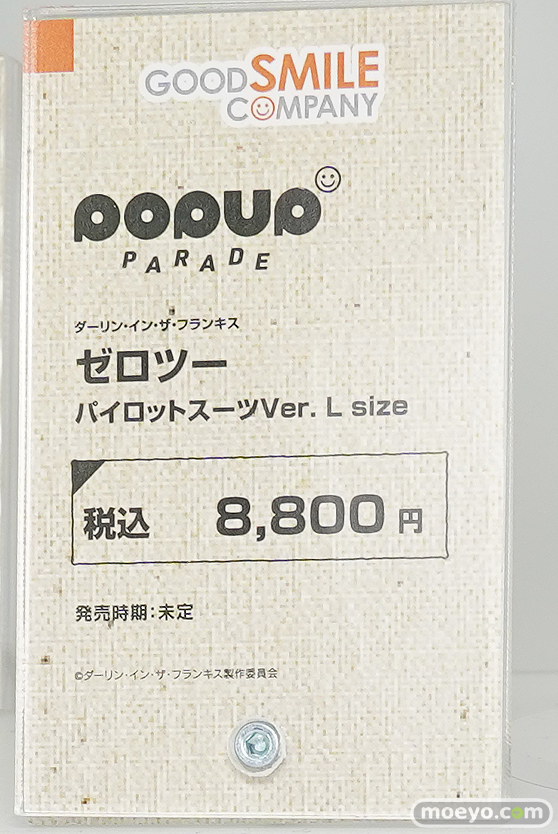 GOOD SMILE
COMPANY
POPUP
PARADE
ダーリン・イン・ザ・フランキス
ゼロツー
パイロットスーツVer. L size
税込 8,800円
発売時期：未定
©ダーリン・イン・ザ・フランキス製作委員会
moeyo.com